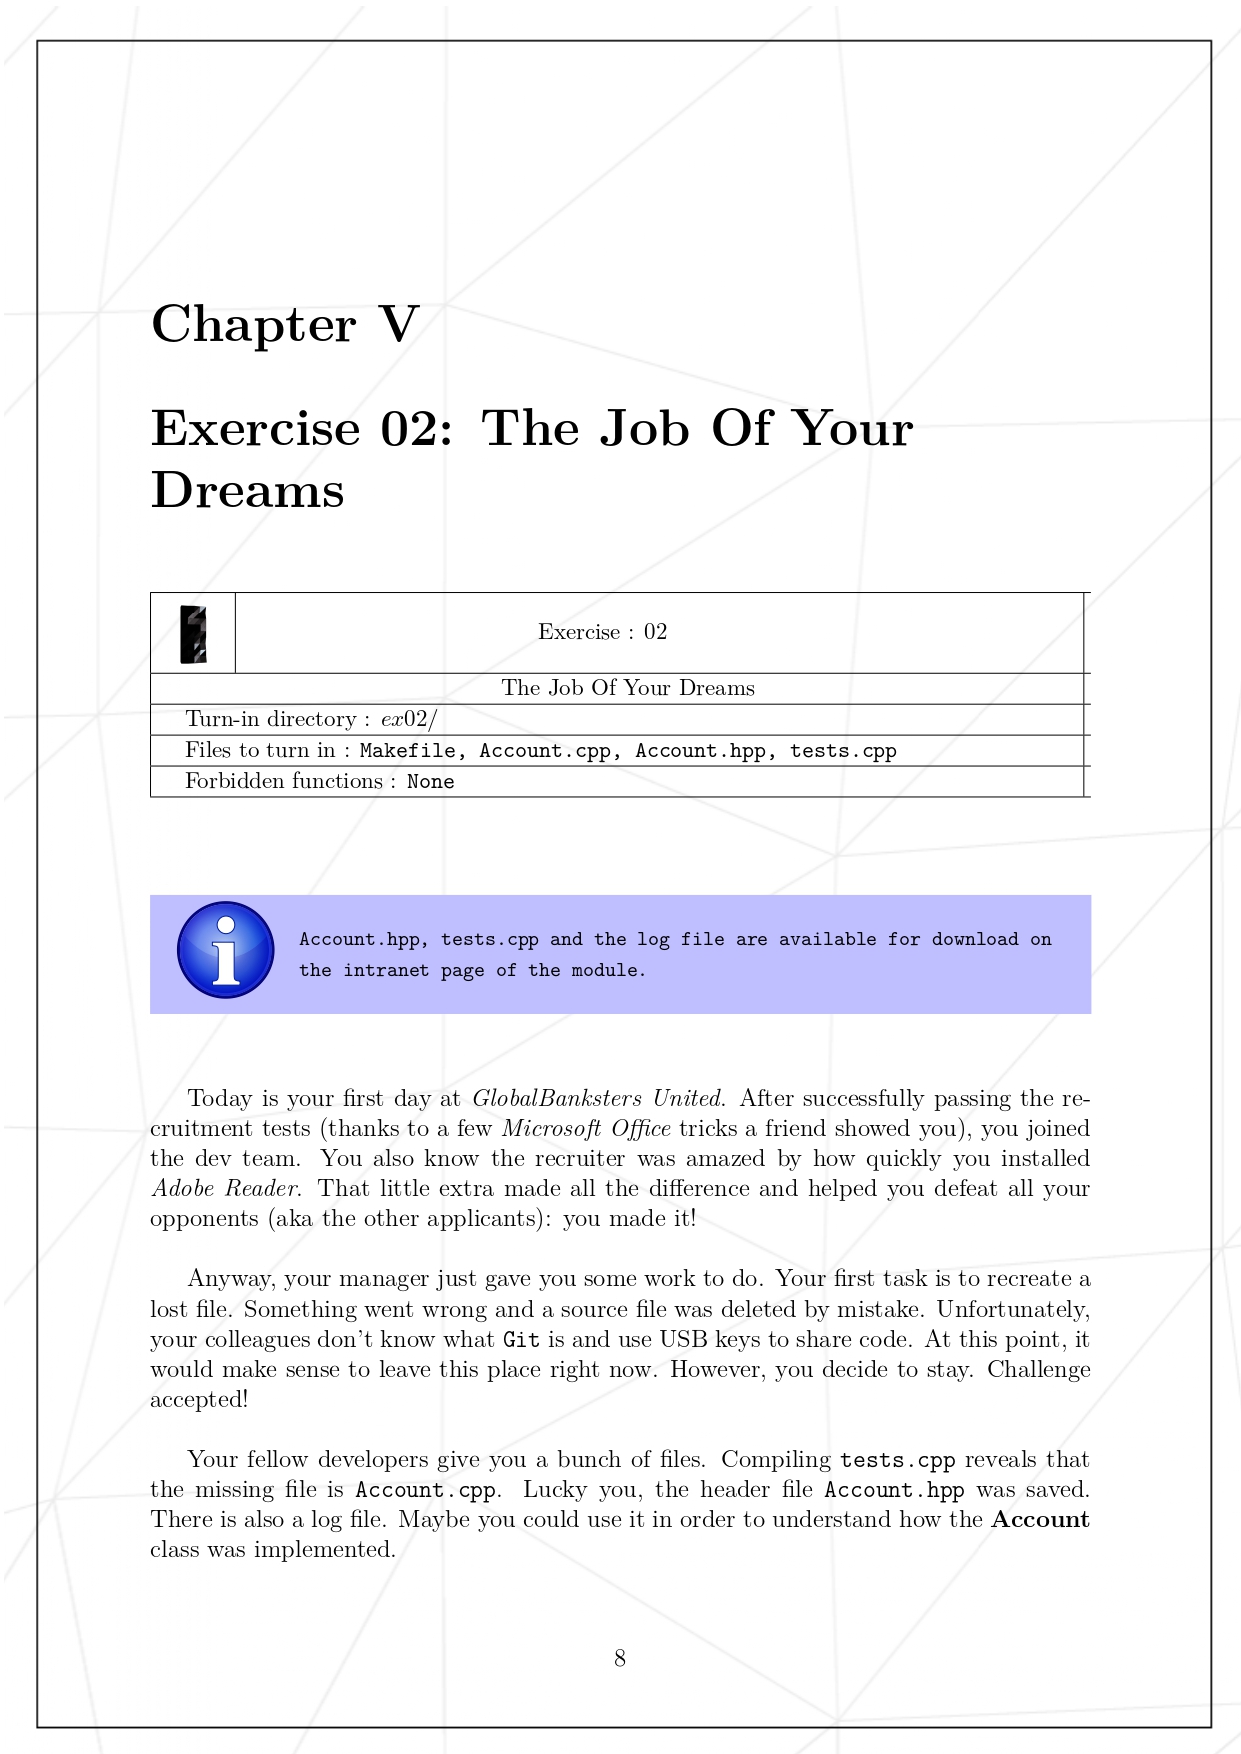 Chapter V
Exercise 02: The Job Of Your
Dreams
Exercise : 02
The Job Of Your Dreams
Turn-in directory : ex02/
Files to turn in : Makefile, Account.cpp, Account.hpp, tests.cpp
Forbidden functions : None
Account.hpp, tests.cpp and the log file are available for download on
the intranet page of the module.
Today is your first day at GlobalBanksters United. After successfully passing the re-
cruitment tests (thanks to a few Microsoft Office tricks a friend showed you), you joined
the dev team. You also know the recruiter was amazed by how quickly you installed
Adobe Reader. That little extra made all the difference and helped you defeat all your
opponents (aka the other applicants): you made it!
Anyway, your manager just gave you some work to do. Your first task is to recreate a
lost file. Something went wrong and a source file was deleted by mistake. Unfortunately,
your colleagues don't know what Git is and use USB keys to share code. At this point, it
would make sense to leave this place right now. However, you decide to stay. Challenge
accepted!
Your fellow developers give you a bunch of files. Compiling tests.cpp reveals that
the missing file is Account.cpp. Lucky you, the header file Account.hpp was saved.
There is also a log file. Maybe you could use it in order to understand how the Account
class was implemented.
8